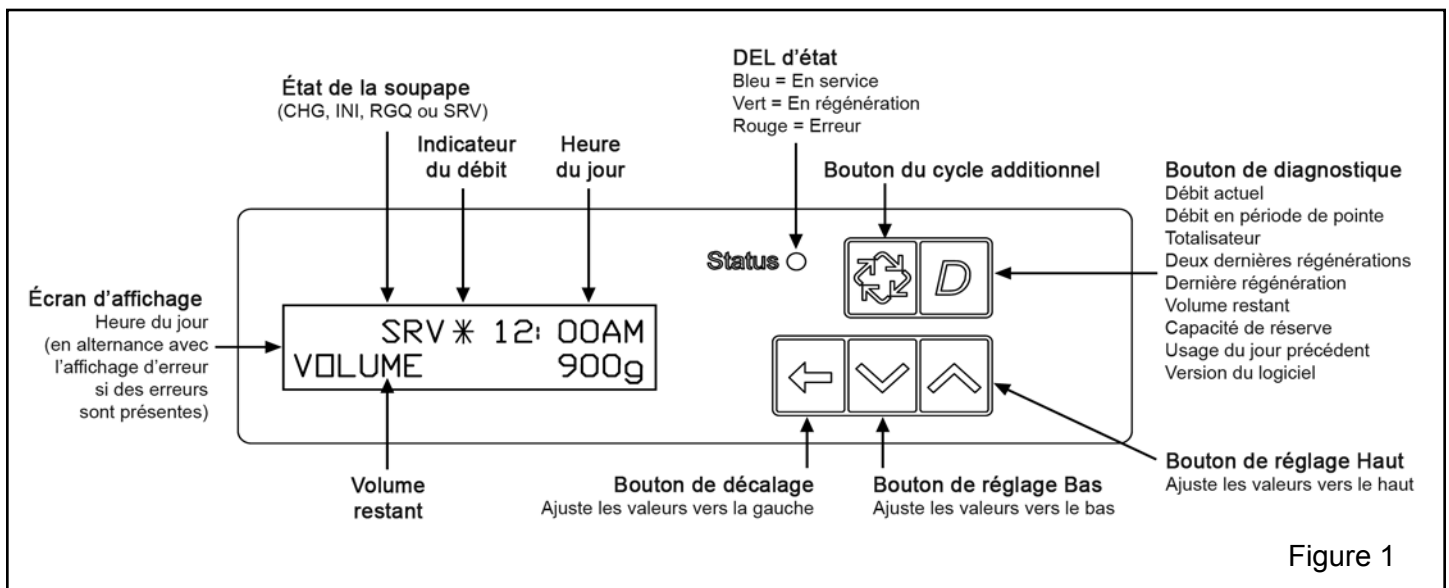 DEL d'état
Bleu = En service
Vert = En régénération
Rouge = Erreur
État de la soupape
(CHG, INI, RGQ ou SRV)
Indicateur
du débit
Heure
du jour
Bouton du cycle additionnel
Bouton de diagnostique
Débit actuel
Débit en période de pointe
Totalisateur
Deux dernières régénérations
Dernière régénération
Volume restant
Capacité de réserve
Usage du jour précédent
Version du logiciel
Status
D
Écran d'affichage
Heure du jour
(en alternance avec
l'affichage d'erreur
si des erreurs
sont présentes)
SRV* 12: 00AM
VOLUME 900g
Volume
restant
Bouton de décalage
Ajuste les valeurs vers la gauche
Bouton de réglage Bas
Ajuste les valeurs vers le bas
Bouton de réglage Haut
Ajuste les valeurs vers le haut
Figure 1